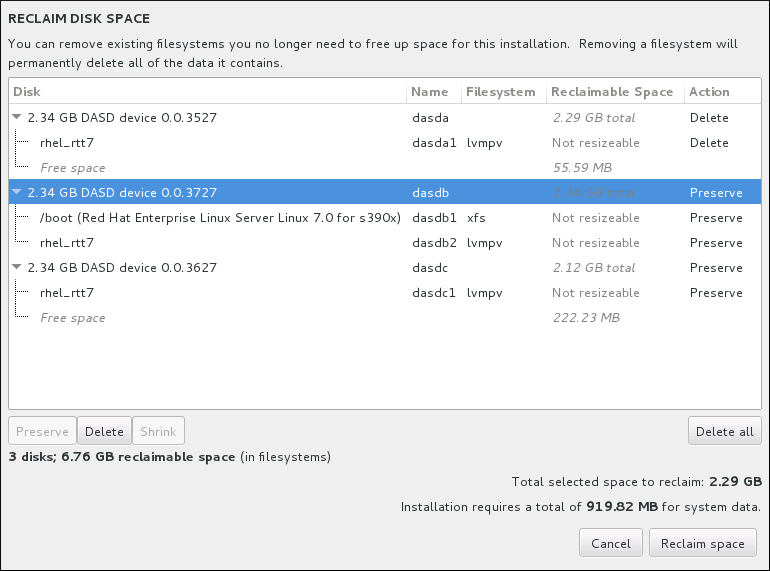 RECLAIM DISK SPACE
You can remove existing filesystems you no longer need to free up space for this installation. Removing a filesystem will
permanently delete all of the data it contains.
Disk Name Filesystem Reclaimable Space Action
2.34 GB DASD device 0.0.3527 dasda 2.29 GB total Delete
rhel_rtt7 dasda1 lvmpv Not resizeable Delete
Free space 55.59 MB
2.34 GB DASD device 0.0.3727 dasdb 2.34 GB total Preserve
/boot (Red Hat Enterprise Linux Server Linux 7.0 for s390x) dasdb1 xfs Not resizeable Preserve
rhel_rtt7 dasdb2 lvmpv Not resizeable Preserve
2.34 GB DASD device 0.0.3627 dasdc 2.12 GB total Preserve
rhel_rtt7 dasdc1 lvmpv Not resizeable Preserve
Free space 222.23 MB
Preserve Delete Shrink Delete all
3 disks; 6.76 GB reclaimable space (in filesystems)
Total selected space to reclaim: 2.29 GB
Installation requires a total of 919.82 MB for system data.
Cancel Reclaim space